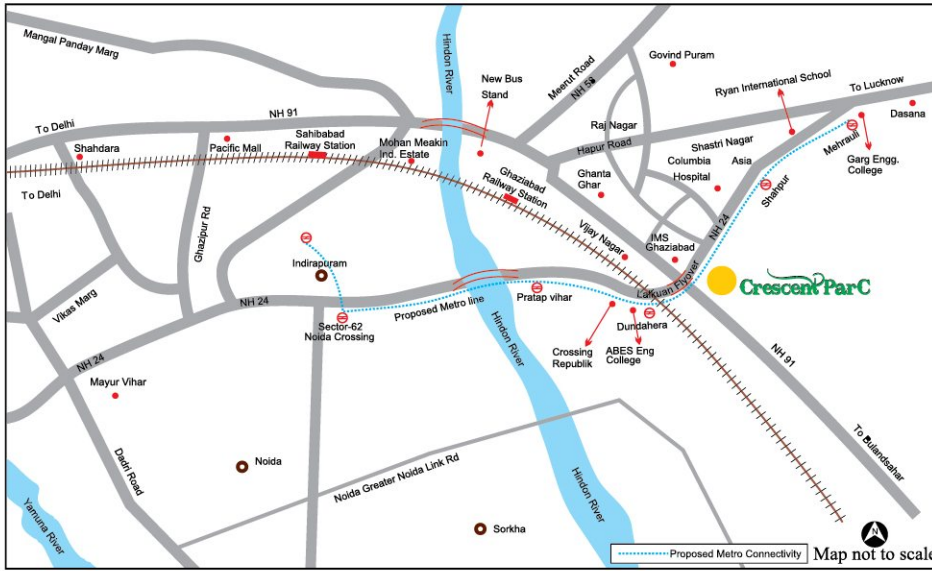 Mangal Panday Marg
Hindon River
Meerut Road
NH 58
Govind Puram
New Bus
Stand
Ryan International School
To Lucknow
Dasana
To Delhi
NH 91
Raj Nagar
Hapur Road
Shahdara
Pacific Mall
Sahibabad
Railway Station
Mohan Meakin
Ind. Estate
Shastri Nagar
Columbia
Asia
Hospital
Mehrauli
Garg Engg.
College
To Delhi
Ghaziabad
Railway Station
Ghanta
Ghar
Shahpur
NH 24
Ghazipur Rd
Vijay Nagar
IMS
Ghaziabad
Indirapuram
Lalkuan Flyover
Crescent ParC
Vikas Marg
NH 24
Proposed Metro line
Pratap vihar
Sector-62
Noida Crossing
Dundahera
Hindon River
Crossing
Republik
ABES Eng
College
NH 91
NH 24
Mayur Vihar
To Bulandsahar
Dadri Road
Noida
Noida Greater Noida Link Rd
Hindon River
Yamuna River
Sorkha
N
Proposed Metro Connectivity
Map not to scale